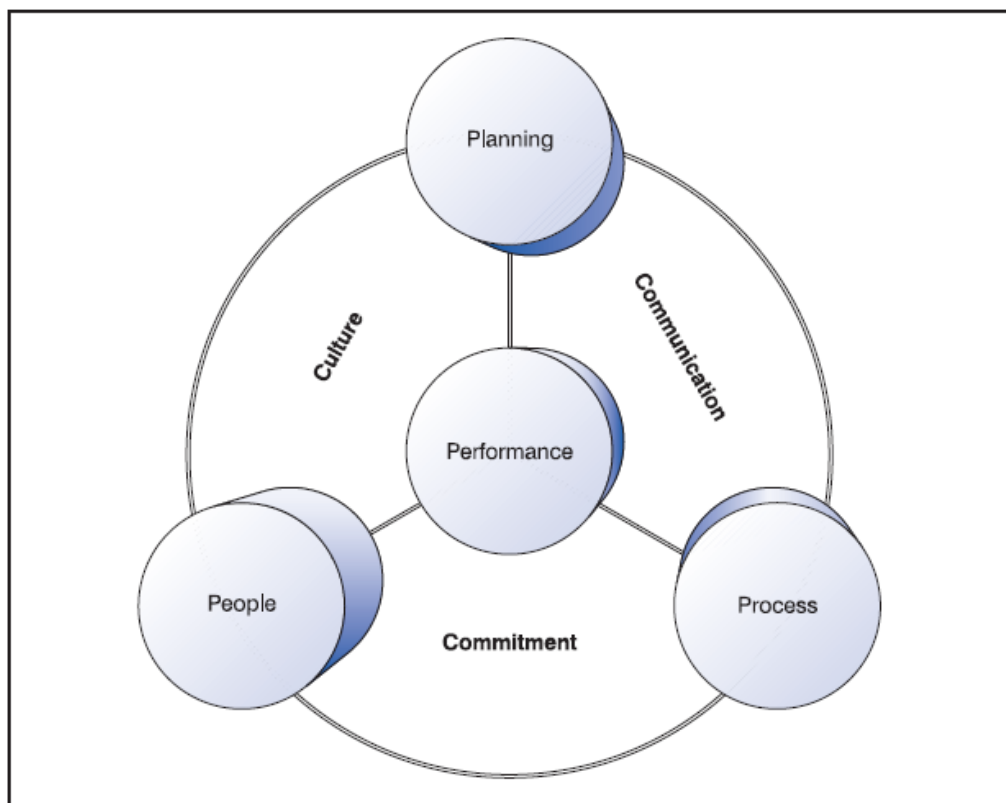 Planning
Culture
Communication
Performance
People
Process
Commitment